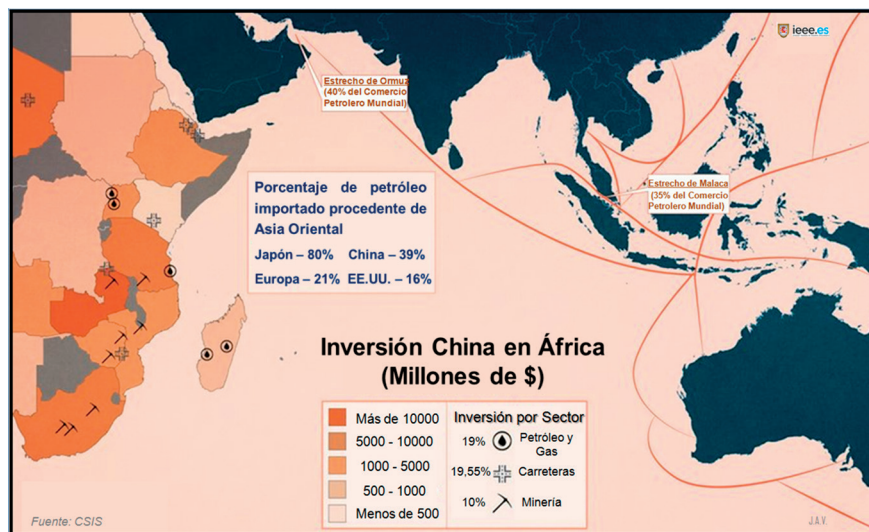 ieee.es
Estrecho de Ormuz
(40% del Comercio
Petrolero Mundial)
Estrecho de Malaca
(35% del Comercio
Petrolero Mundial)
Porcentaje de petróleo
importado procedente de
Asia Oriental
Japón – 80% China – 39%
Europa – 21% EE.UU. – 16%
Inversión China en África
(Millones de $)
Más de 10000
5000 - 10000
1000 - 5000
500 - 1000
Menos de 500
Inversión por Sector
19% Petróleo y
Gas
19,55% Carreteras
10% Minería
Fuente: CSIS
J.A.V.